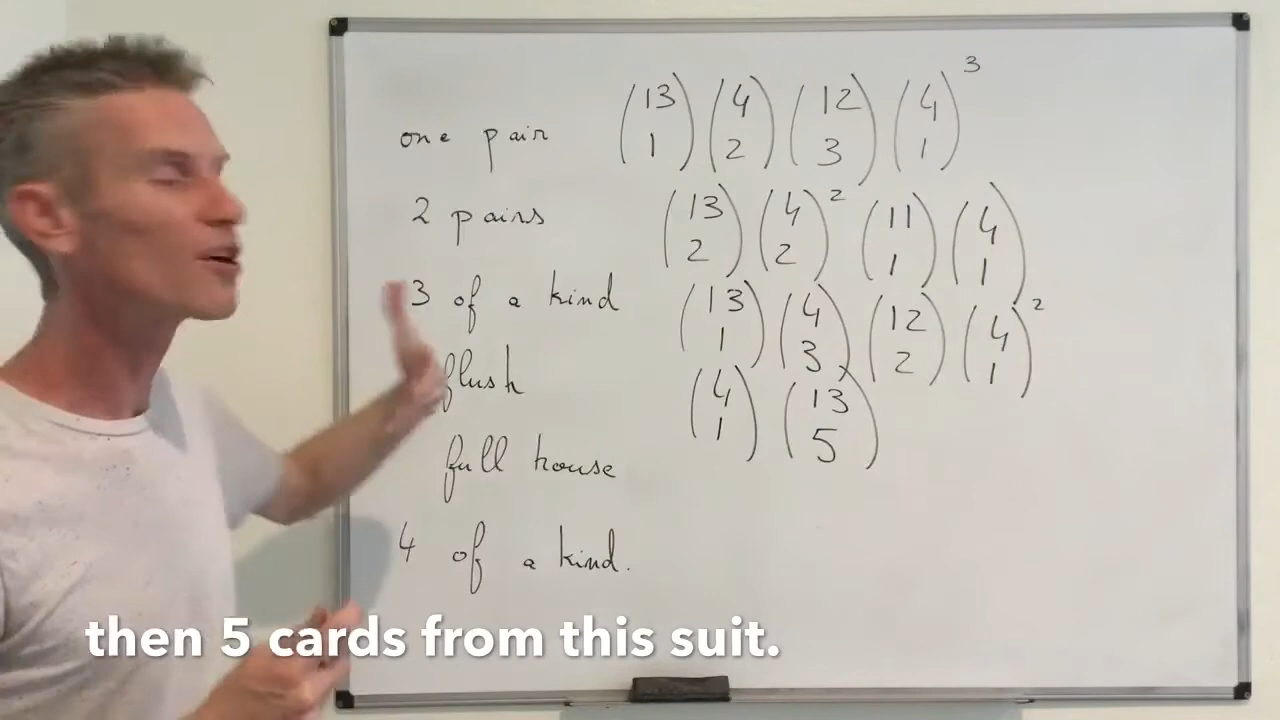 one pair (13 1) (4 2) (12 3) (4 1)³
2 pairs (13 2) (4 2)² (11 1) (4 1)
3 of a kind (13 1) (4 3) (12 2) (4 1)²
flush (4 1) (13 5)
full house
4 of a kind.
then 5 cards from this suit.